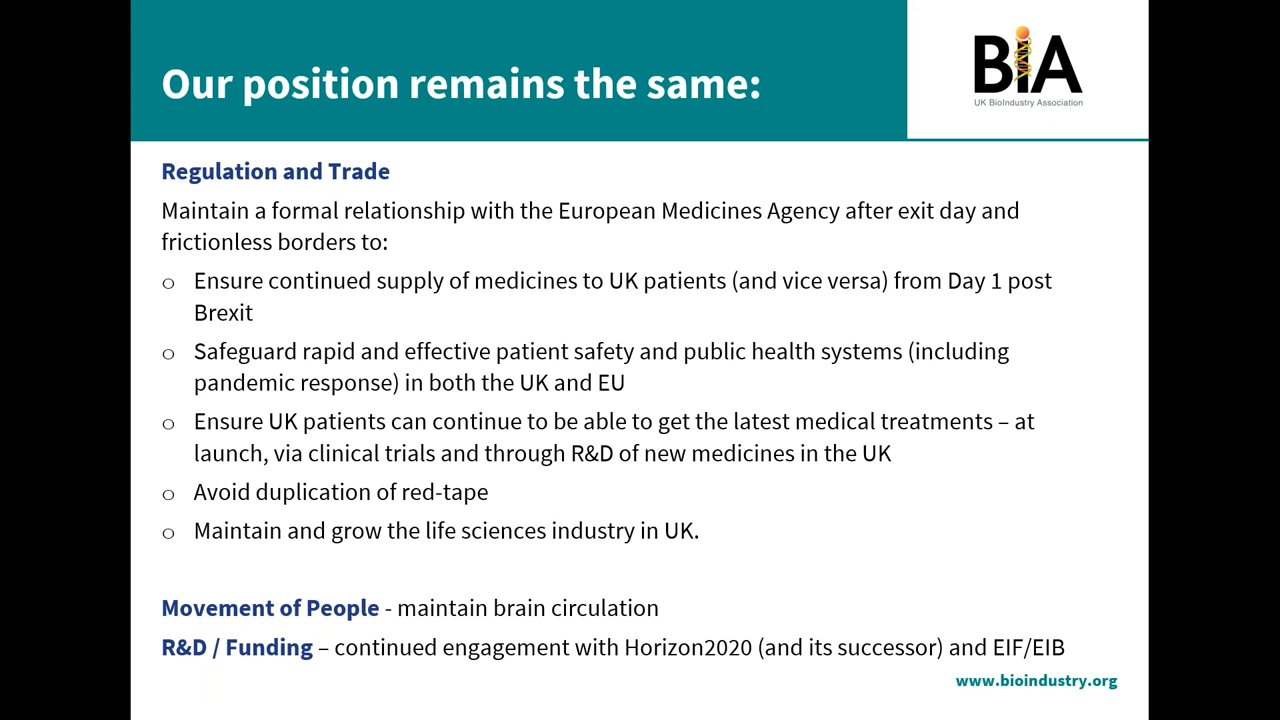 Our position remains the same:
BiA
UK BioIndustry Association
Regulation and Trade
Maintain a formal relationship with the European Medicines Agency after exit day and
frictionless borders to:
o Ensure continued supply of medicines to UK patients (and vice versa) from Day 1 post
Brexit
o Safeguard rapid and effective patient safety and public health systems (including
pandemic response) in both the UK and EU
o Ensure UK patients can continue to be able to get the latest medical treatments – at
launch, via clinical trials and through R&D of new medicines in the UK
o Avoid duplication of red-tape
o Maintain and grow the life sciences industry in UK.
Movement of People - maintain brain circulation
R&D / Funding – continued engagement with Horizon2020 (and its successor) and EIF/EIB
www.bioindustry.org